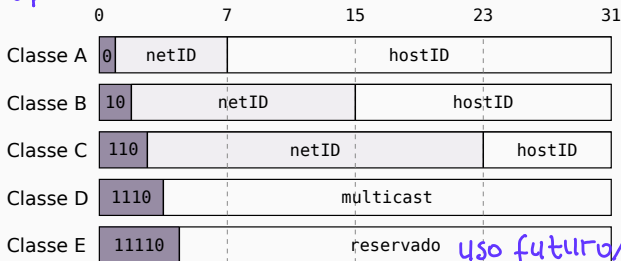 0 7 15 23 31
Classe A 0 netID hostID
Classe B 10 netID hostID
Classe C 110 netID hostID
Classe D 1110 multicast
Classe E 11110 reservado uso futuro/